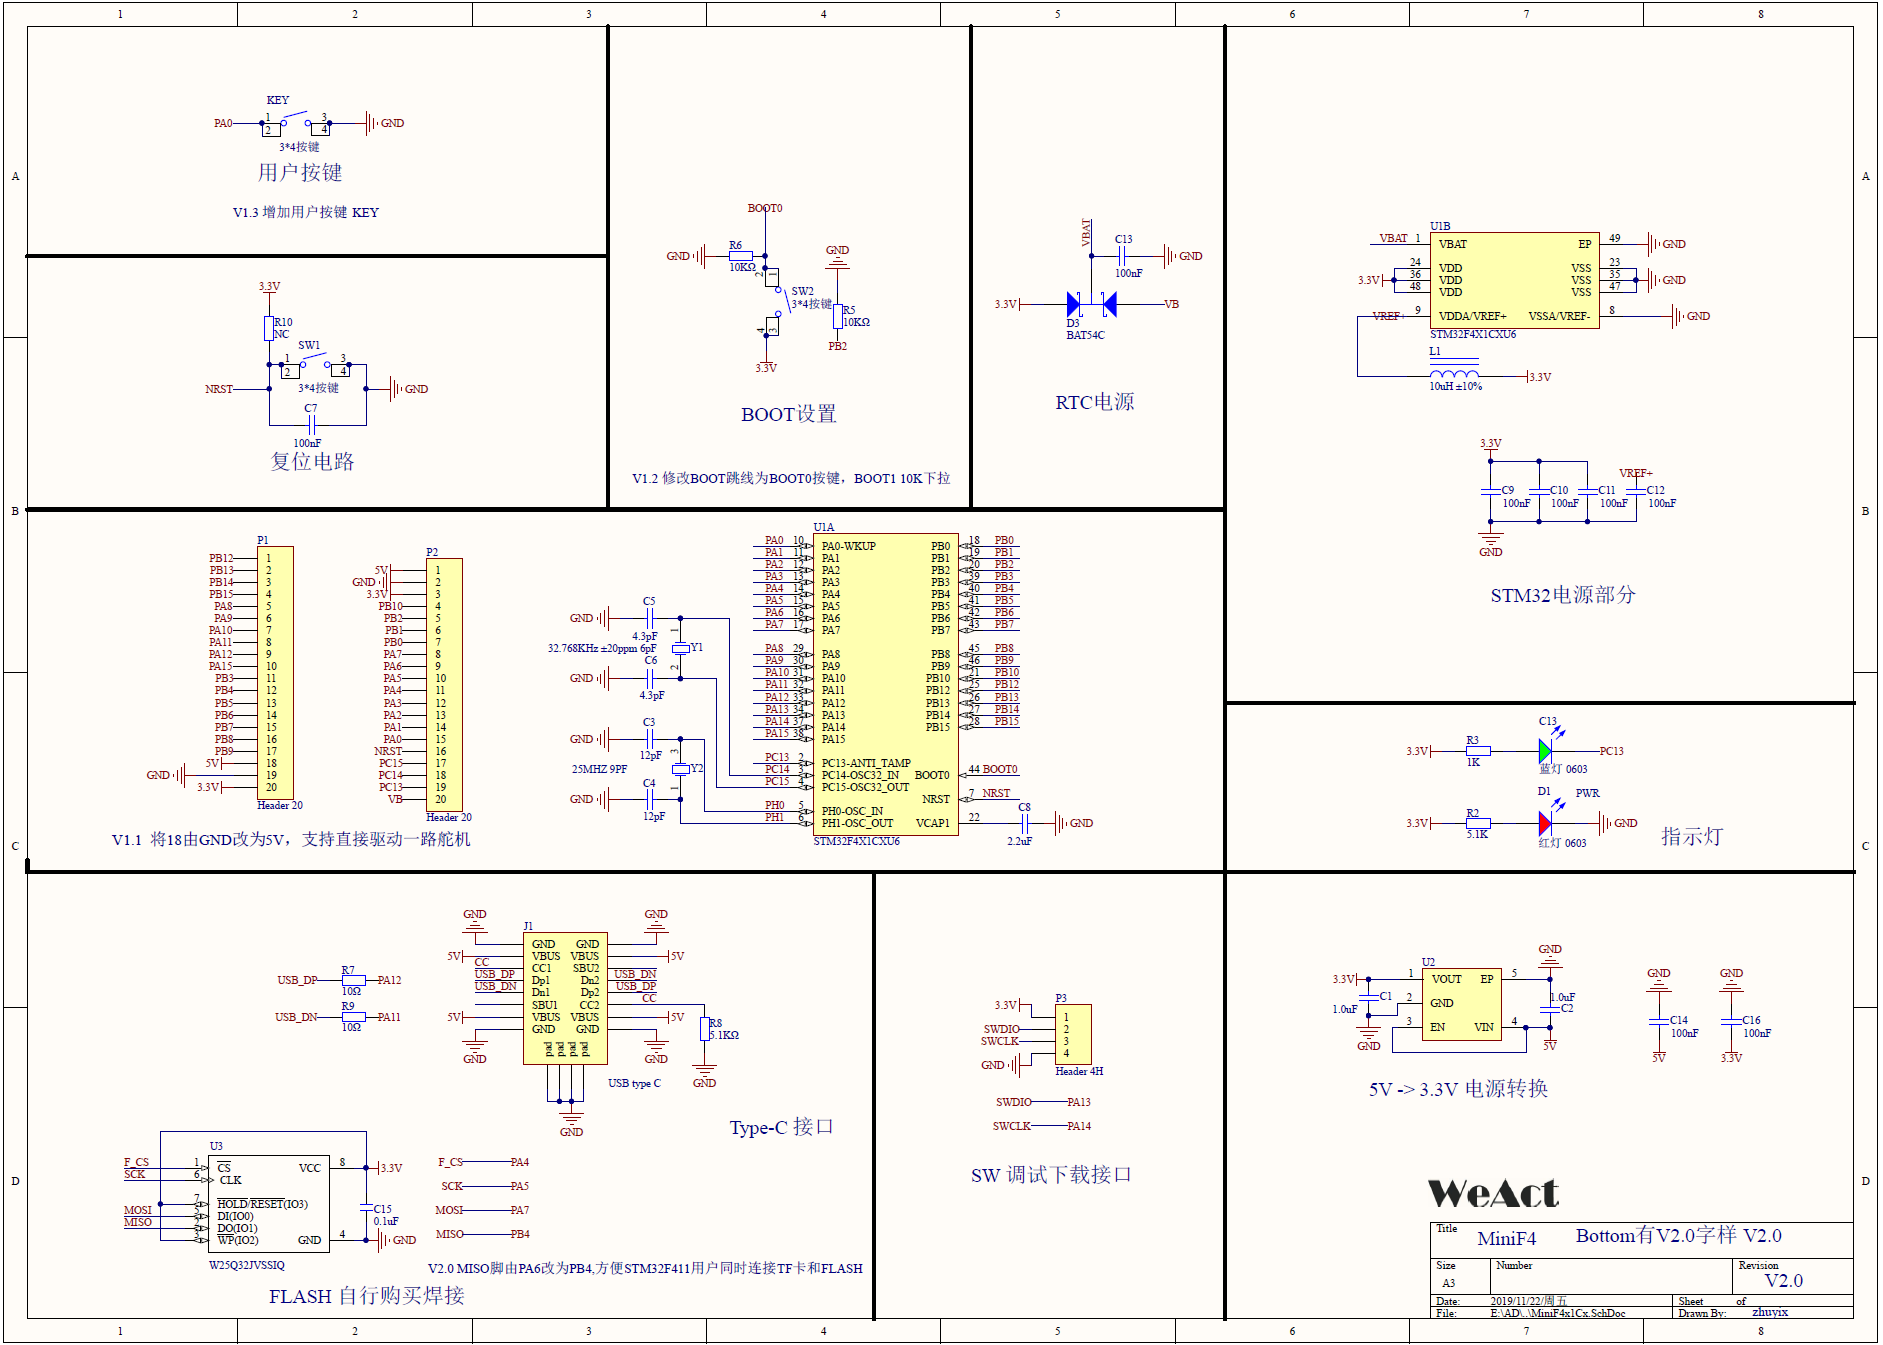 1 2 3 4 5 6 7 8
A
B
C
D
KEY
PA0
1
2
3
4
GND
3*4按键
用户按键
V1.3 增加用户按键 KEY
3.3V
R10
NC
SW1
1
2
3
4
3*4按键
NRST
GND
C7
100nF
复位电路
BOOT0
GND
R6
10KΩ
2
1
SW2
3*4按键
4
3
3.3V
GND
R5
10KΩ
PB2
BOOT设置
V1.2 修改BOOT跳线为BOOT0按键，BOOT1 10K下拉
VBAT
C13
100nF
GND
3.3V
VB
D3
BAT54C
RTC电源
U1B
VBAT 1 VBAT EP 49 GND
24 VDD VSS 23
3.3V 36 VDD VSS 35 GND
48 VDD VSS 47
VREF+ 9 VDDA/VREF+ VSSA/VREF- 8 GND
STM32F4X1CXU6
L1
10uH ±10%
3.3V
3.3V
VREF+
C9 C10 C11 C12
100nF 100nF 100nF 100nF
GND
STM32电源部分
P1
PB12 1
PB13 2
PB14 3
PB15 4
PA8 5
PA9 6
PA10 7
PA11 8
PA12 9
PA15 10
PB3 11
PB4 12
PB5 13
PB6 14
PB7 15
PB8 16
PB9 17
5V 18
GND 19
3.3V 20
Header 20
P2
5V 1
GND 2
3.3V 3
PB10 4
PB2 5
PB1 6
PB0 7
PA7 8
PA6 9
PA5 10
PA4 11
PA3 12
PA2 13
PA1 14
PA0 15
NRST 16
PC15 17
PC14 18
PC13 19
VB 20
Header 20
V1.1 将18由GND改为5V，支持直接驱动一路舵机
GND
C5
4.3pF
32.768KHz ±20ppm 6pF
1
2
Y1
C6
GND
4.3pF
C3
GND
12pF
25MHZ 9PF
3
1
Y2
C4
GND
12pF
U1A
PA0 10 PA0-WKUP PB0 18 PB0
PA1 11 PA1 PB1 19 PB1
PA2 12 PA2 PB2 20 PB2
PA3 13 PA3 PB3 39 PB3
PA4 14 PA4 PB4 40 PB4
PA5 15 PA5 PB5 41 PB5
PA6 16 PA6 PB6 42 PB6
PA7 17 PA7 PB7 43 PB7
PA8 29 PA8 PB8 45 PB8
PA9 30 PA9 PB9 46 PB9
PA10 31 PA10 PB10 21 PB10
PA11 32 PA11 PB12 25 PB12
PA12 33 PA12 PB13 26 PB13
PA13 34 PA13 PB14 27 PB14
PA14 37 PA14 PB15 28 PB15
PA15 38 PA15
PC13 2 PC13-ANTI_TAMP
PC14 3 PC14-OSC32_IN BOOT0 44 BOOT0
PC15 4 PC15-OSC32_OUT
NRST 7 NRST
PH0 5 PH0-OSC_IN
PH1 6 PH1-OSC_OUT VCAP1 22
STM32F4X1CXU6
C8
2.2uF
GND
C13
R3
3.3V
1K
PC13
蓝灯 0603
D1
PWR
R2
3.3V
5.1K
GND
红灯 0603
指示灯
USB_DP R7 PA12
10Ω
USB_DN R9 PA11
10Ω
GND GND
J1
GND GND
5V VBUS VBUS 5V
CC CC1 SBU2
USB_DP Dp1 Dn2 USB_DN
USB_DN Dn1 Dp2 USB_DP
SBU1 CC2 CC
5V VBUS VBUS 5V
GND GND
pad pad pad pad
GND GND
R8
5.1KΩ
GND
USB type C
GND
Type-C 接口
U3
F_CS 1 CS VCC 8 3.3V
SCK 6 CLK
7 HOLD/RESET(IO3)
MOSI 5 DI(IO0)
MISO 2 DO(IO1)
3 WP(IO2) GND 4 GND
C15
0.1uF
W25Q32JVSSIQ
F_CS PA4
SCK PA5
MOSI PA7
MISO PB4
V2.0 MISO脚由PA6改为PB4,方便STM32F411用户同时连接TF卡和FLASH
FLASH 自行购买焊接
P3
3.3V 1
SWDIO 2
SWCLK 3
GND 4
Header 4H
SWDIO PA13
SWCLK PA14
SW 调试下载接口
GND
U2
3.3V 1 VOUT EP 5
C1
1.0uF
2 GND
1.0uF
C2
3 EN VIN 4
GND
5V
GND GND
C14 C16
100nF 100nF
5V 3.3V
5V -> 3.3V 电源转换
WeAct
Title
MiniF4 Bottom有V2.0字样 V2.0
Size Number Revision
A3 V2.0
Date: 2019/11/22/周五 Sheet of
File: E:\AD\..\MiniF4x1Cx.SchDoc Drawn By: zhuyix
A
B
C
D
1 2 3 4 5 6 7 8